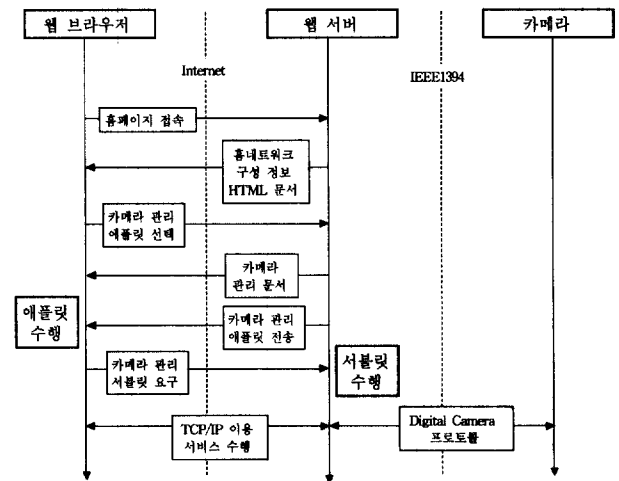 웹 브라우저
웹 서버
카메라
Internet
IEEE1394
홈페이지 접속
홈네트워크
구성 정보
HTML 문서
카메라 관리
애플릿 선택
카메라
관리 문서
애플릿
수행
카메라 관리
애플릿 전송
카메라 관리
서블릿 요구
서블릿
수행
TCP/IP 이용
서비스 수행
Digital Camera
프로토콜